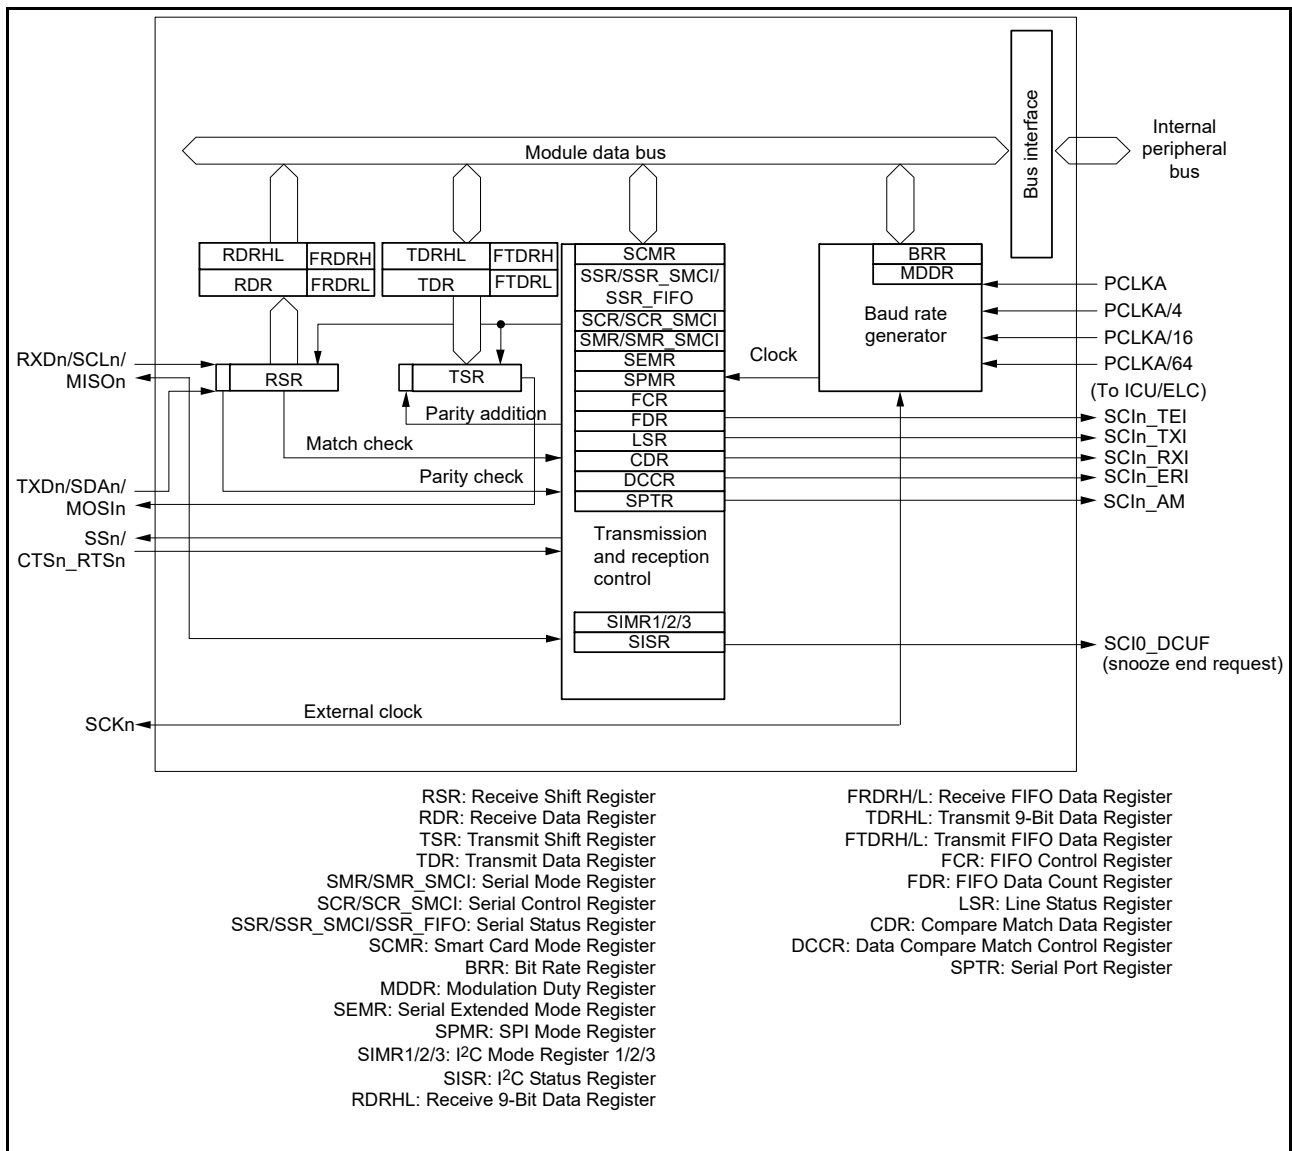 Bus interface
Internal
peripheral
bus
Module data bus
RDRHL FRDRH
RDR FRDRL
TDRHL FTDRH
TDR FTDRL
SCMR
SSR/SSR_SMCI/
SSR_FIFO
SCR/SCR_SMCI
SMR/SMR_SMCI
SEMR
SPMR
FCR
FDR
LSR
CDR
DCCR
SPTR
Transmission
and reception
control
SIMR1/2/3
SISR
BRR
MDDR
Baud rate
generator
Clock
PCLKA
PCLKA/4
PCLKA/16
PCLKA/64
(To ICU/ELC)
SCIn_TEI
SCIn_TXI
SCIn_RXI
SCIn_ERI
SCIn_AM
SCI0_DCUF
(snooze end request)
RXDn/SCLn/
MISOn
RSR
TSR
Parity addition
Match check
Parity check
TXDn/SDAn/
MOSIn
SSn/
CTSn_RTSn
External clock
SCKn
RSR: Receive Shift Register
RDR: Receive Data Register
TSR: Transmit Shift Register
TDR: Transmit Data Register
SMR/SMR_SMCI: Serial Mode Register
SCR/SCR_SMCI: Serial Control Register
SSR/SSR_SMCI/SSR_FIFO: Serial Status Register
SCMR: Smart Card Mode Register
BRR: Bit Rate Register
MDDR: Modulation Duty Register
SEMR: Serial Extended Mode Register
SPMR: SPI Mode Register
SIMR1/2/3: I2C Mode Register 1/2/3
SISR: I2C Status Register
RDRHL: Receive 9-Bit Data Register
FRDRH/L: Receive FIFO Data Register
TDRHL: Transmit 9-Bit Data Register
FTDRH/L: Transmit FIFO Data Register
FCR: FIFO Control Register
FDR: FIFO Data Count Register
LSR: Line Status Register
CDR: Compare Match Data Register
DCCR: Data Compare Match Control Register
SPTR: Serial Port Register